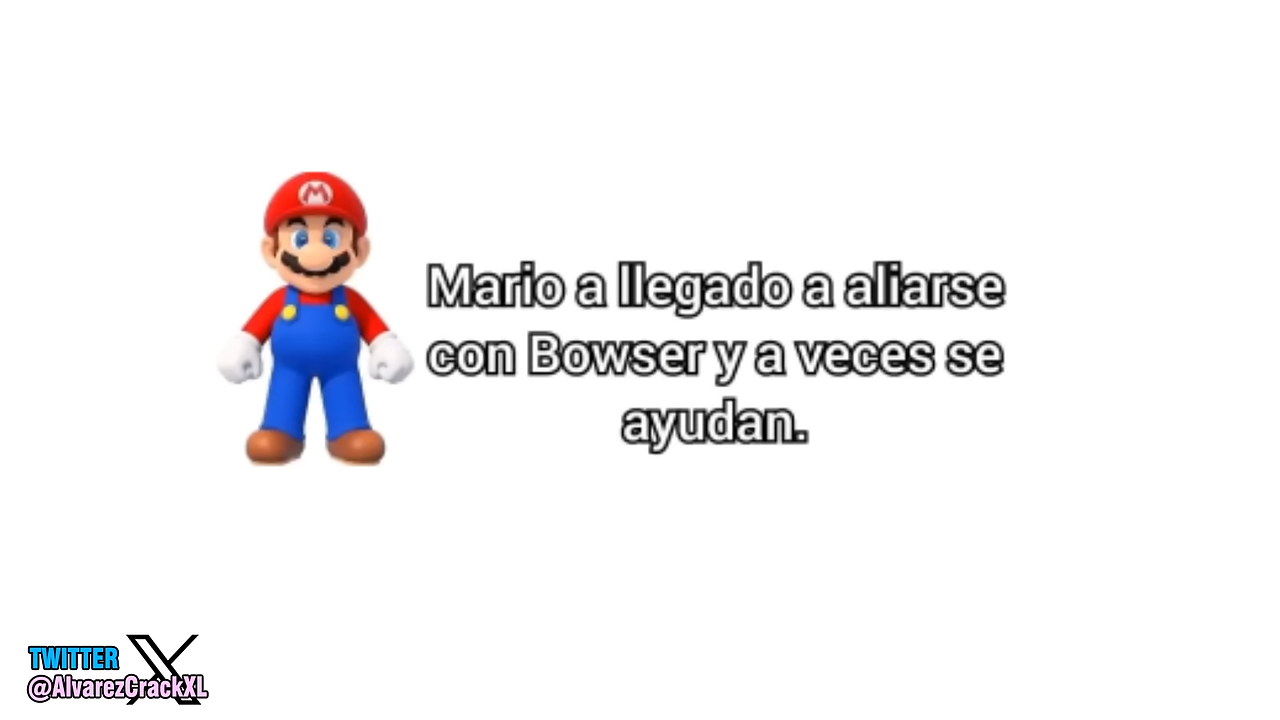 M
Mario a llegado a aliarse
con Bowser y a veces se
ayudan.
TWITTER X
@AlvarezCrackXL